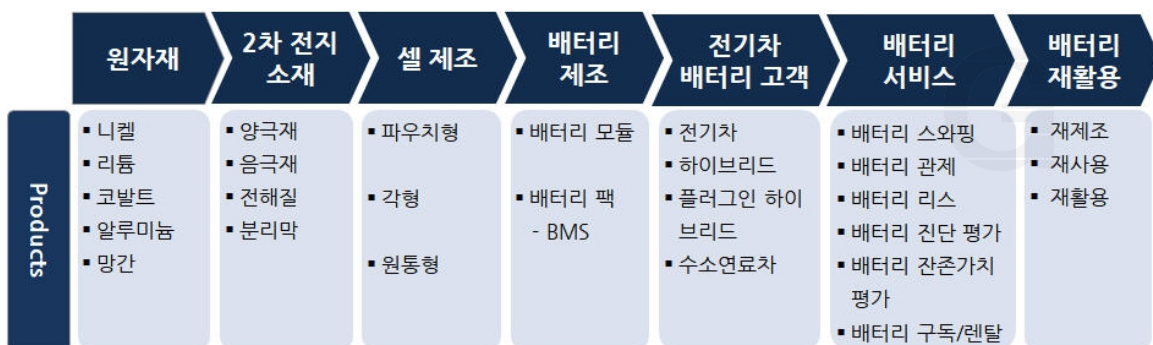 원자재
2차 전지
소재
셀 제조
배터리
제조
전기차
배터리 고객
배터리
서비스
배터리
재활용
Products
▪ 니켈
▪ 리튬
▪ 코발트
▪ 알루미늄
▪ 망간
▪ 양극재
▪ 음극재
▪ 전해질
▪ 분리막
▪ 파우치형
▪ 각형
▪ 원통형
▪ 배터리 모듈
▪ 배터리 팩
- BMS
▪ 전기차
▪ 하이브리드
▪ 플러그인 하이
브리드
▪ 수소연료차
▪ 배터리 스와핑
▪ 배터리 관제
▪ 배터리 리스
▪ 배터리 진단 평가
▪ 배터리 잔존가치
평가
▪ 배터리 구독/렌탈
▪ 재제조
▪ 재사용
▪ 재활용